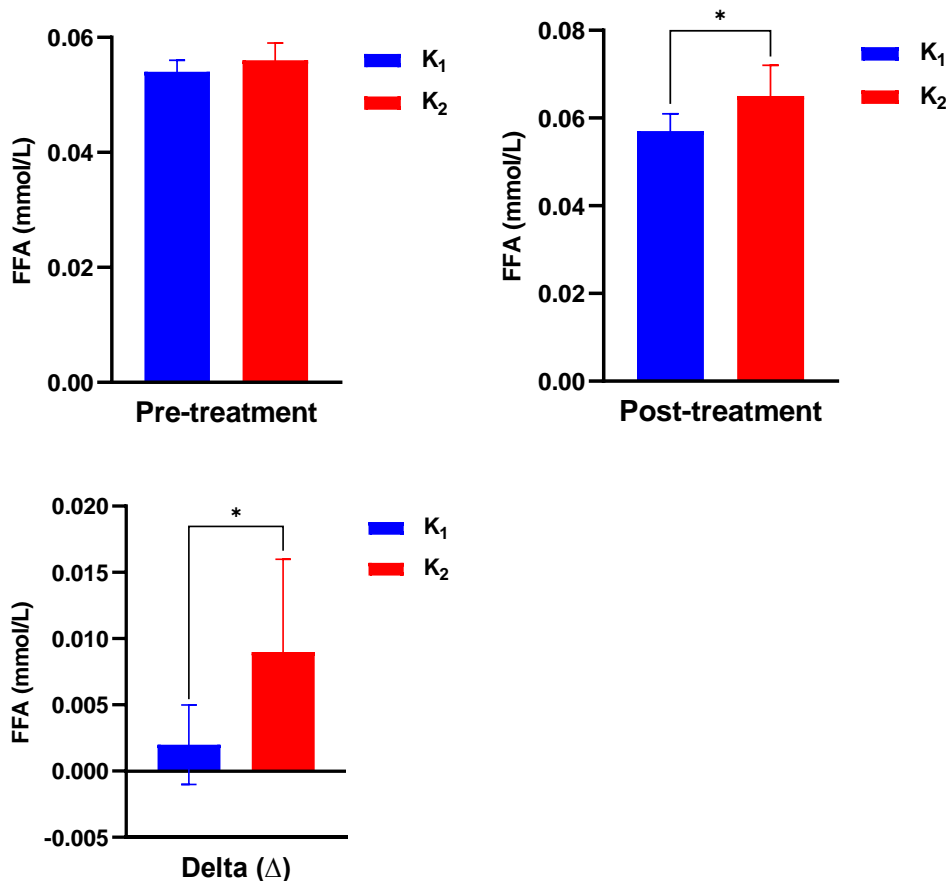 FFA (mmol/L)
0.06
0.04
0.02
0.00
Pre-treatment
K₁
K₂
FFA (mmol/L)
0.08
0.06
0.04
0.02
0.00
*
Post-treatment
K₁
K₂
FFA (mmol/L)
0.020
0.015
0.010
0.005
0.000
-0.005
*
Delta (Δ)
K₁
K₂